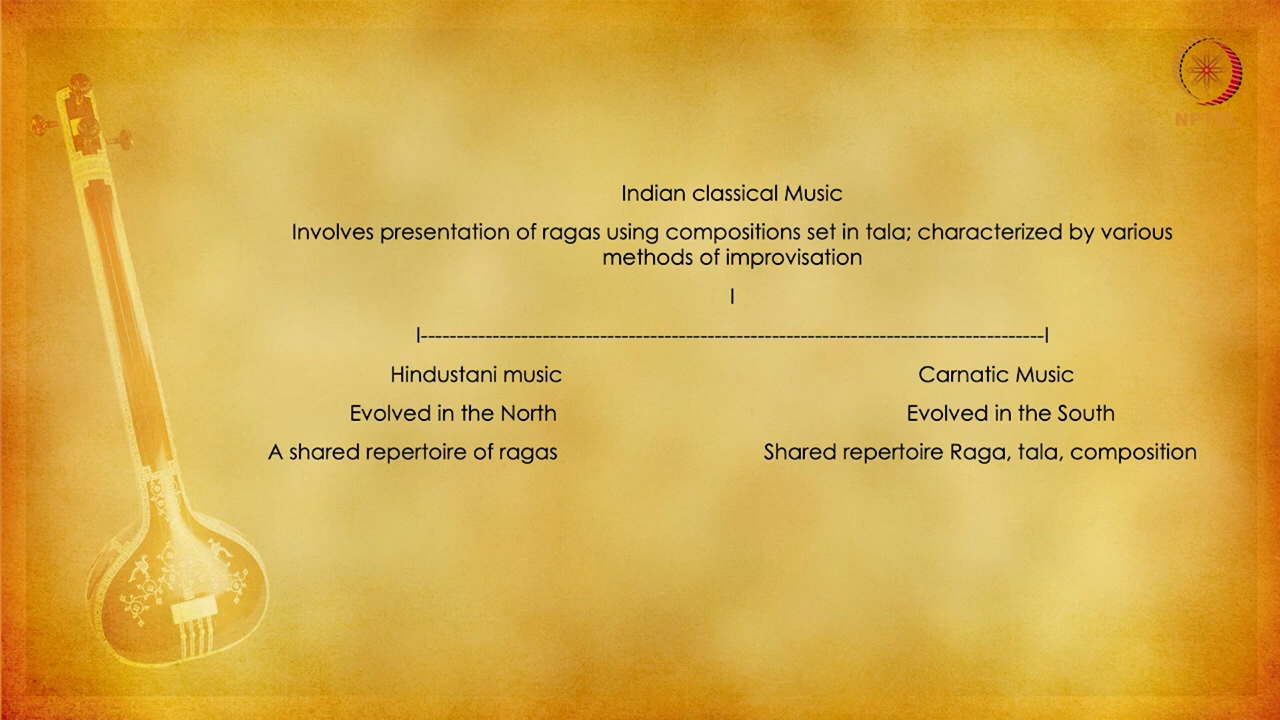 NPTEL
Indian classical Music
Involves presentation of ragas using compositions set in tala; characterized by various
methods of improvisation
|
|---------------------------------------------------------------------------------------|
Hindustani music Carnatic Music
Evolved in the North Evolved in the South
A shared repertoire of ragas Shared repertoire Raga, tala, composition